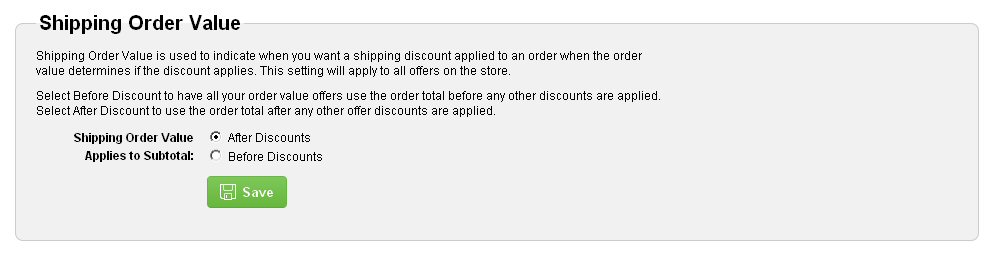 Shipping Order Value
Shipping Order Value is used to indicate when you want a shipping discount applied to an order when the order
value determines if the discount applies. This setting will apply to all offers on the store.
Select Before Discount to have all your order value offers use the order total before any other discounts are applied.
Select After Discount to use the order total after any other offer discounts are applied.
Shipping Order Value After Discounts
Applies to Subtotal: Before Discounts
Save